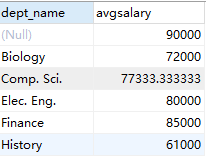 dept_name avgsalary
(Null) 90000
Biology 72000
Comp. Sci. 77333.333333
Elec. Eng. 80000
Finance 85000
History 61000